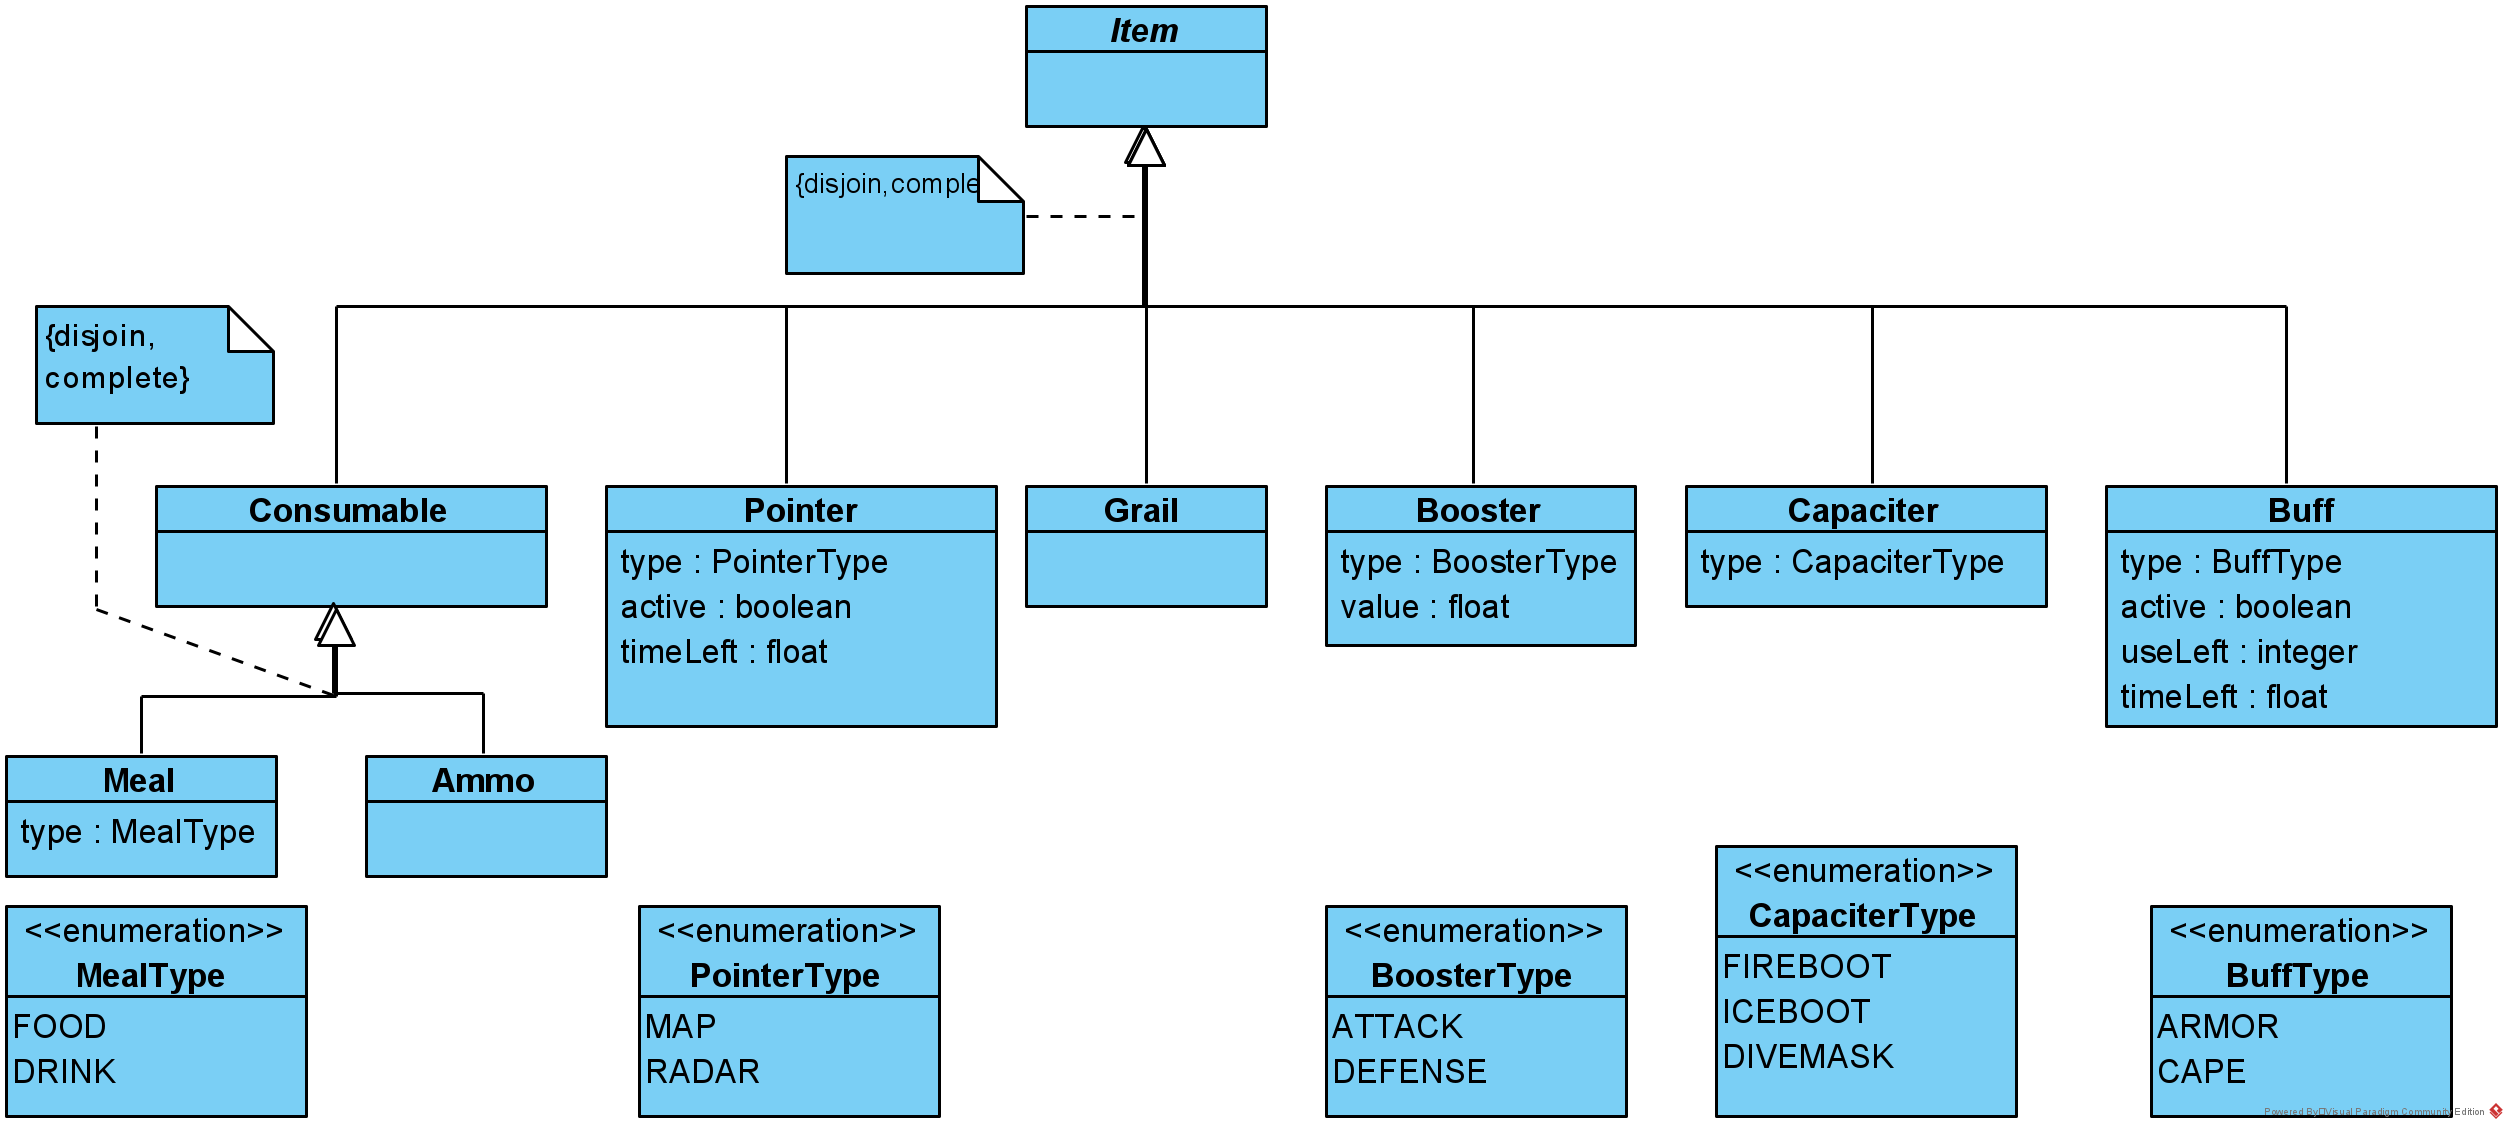 Item
{disjoin,comple
{disjoin,
complete}
Consumable
Pointer
type : PointerType
active : boolean
timeLeft : float
Grail
Booster
type : BoosterType
value : float
Capaciter
type : CapaciterType
Buff
type : BuffType
active : boolean
useLeft : integer
timeLeft : float
Meal
type : MealType
Ammo
<<enumeration>>
MealType
FOOD
DRINK
<<enumeration>>
PointerType
MAP
RADAR
<<enumeration>>
BoosterType
ATTACK
DEFENSE
<<enumeration>>
CapaciterType
FIREBOOT
ICEBOOT
DIVEMASK
<<enumeration>>
BuffType
ARMOR
CAPE
Powered By Visual Paradigm Community Edition